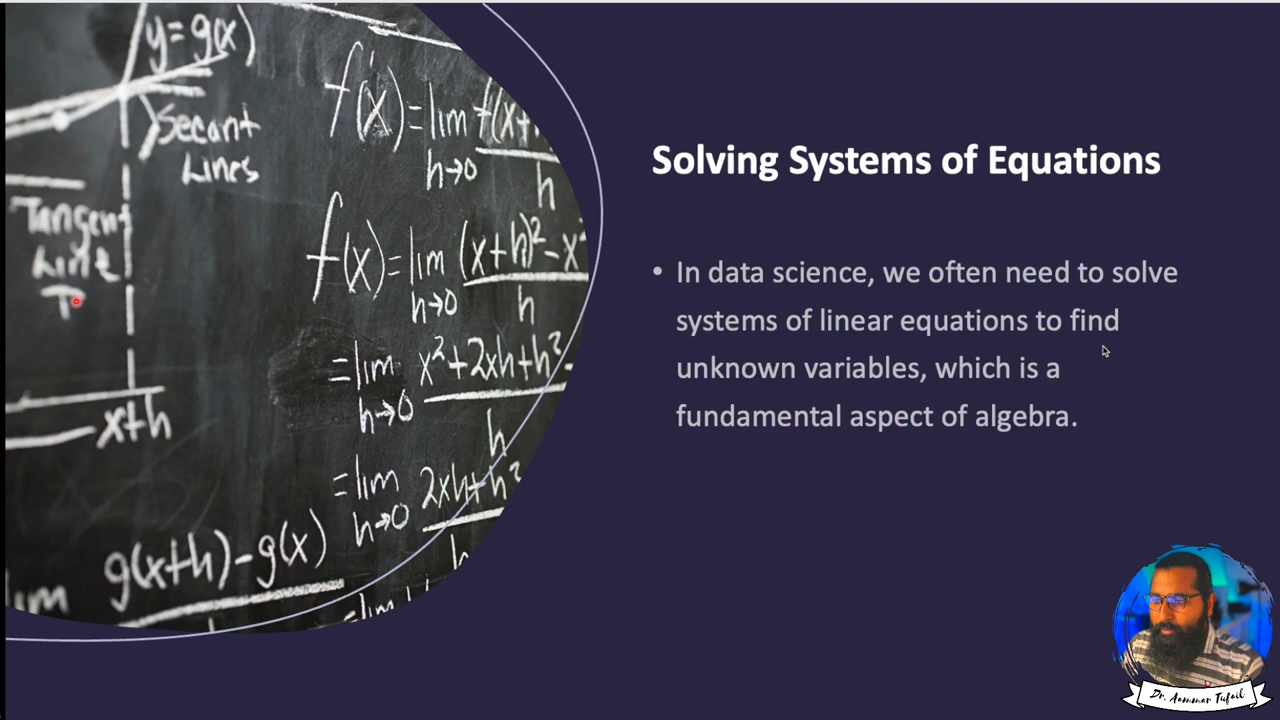 y=g(x)
Secant
Lines
Tangent
Line
x+h
g(x+h)-g(x)
lim
f'(x)=lim f(x+
h→0 h
f(x)=lim (x+h)²-x²
h→0 h
=lim x²+2xh+h²-
h→0 h
=lim 2xh+h²
h→0 h
=lim
Solving Systems of Equations
• In data science, we often need to solve
systems of linear equations to find
unknown variables, which is a
fundamental aspect of algebra.
Dr. Aammar Tufail